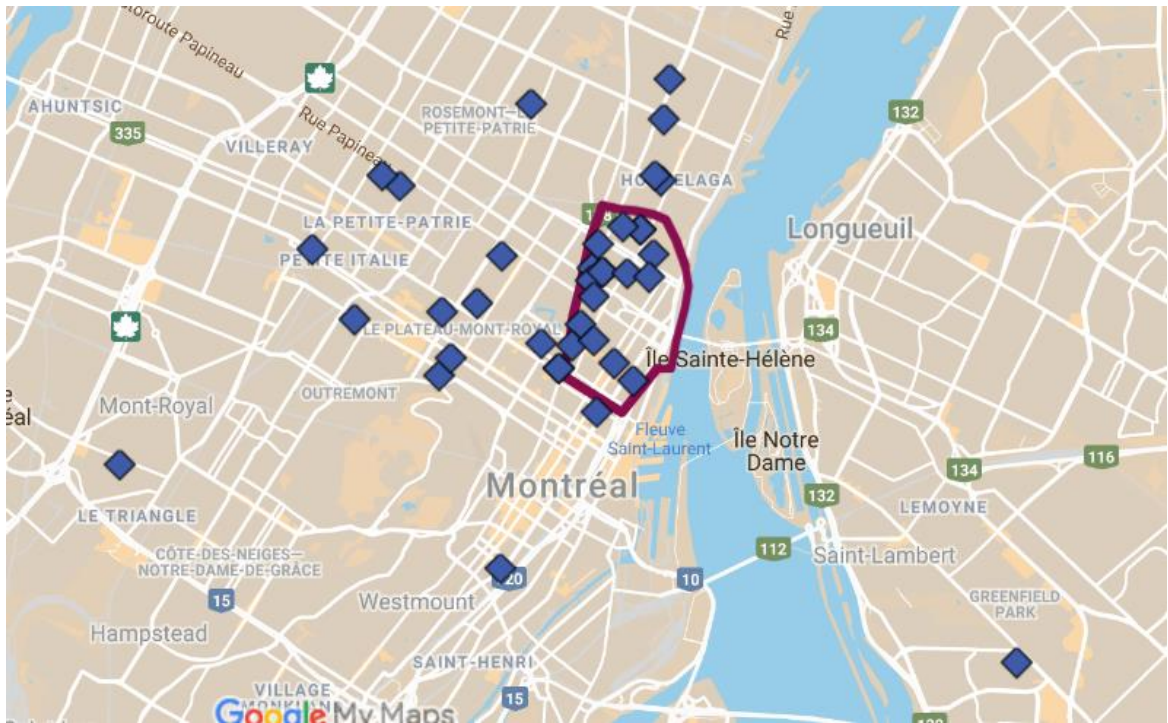 Autoroute Papineau
Rue
132
AHUNTSIC
335
VILLERAY
Rue Papineau
ROSEMONT—
PETITE-PATRIE
LA PETITE-PATRIE
PETITE ITALIE
Longueuil
LE PLATEAU-MONT-ROYAL
134
Île Sainte-Hélène
OUTREMONT
Mont-Royal
Fleuve
Saint-Laurent
Île Notre
Dame
116
134
Montréal
132
LEMOYNE
LE TRIANGLE
CÔTE-DES-NEIGES—
NOTRE-DAME-DE-GRÂCE
112
Saint-Lambert
20
10
15
Westmount
GREENFIELD
PARK
Hampstead
SAINT-HENRI
15
VILLAGE
Google My Maps